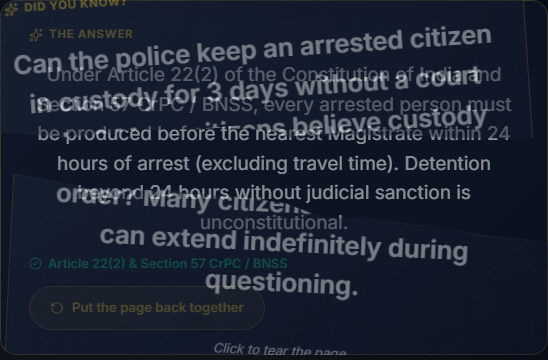 DID YOU KNOW?
THE ANSWER
Can the police keep an arrested citizen
Under Article 22(2) of the Constitution of India and
in custody for 3 days without a court
Section 57 CrPC / BNSS, every arrested person must
citizens believe custody
be produced before the nearest Magistrate within 24
hours of arrest (excluding travel time). Detention
order? Many citizens
beyond 24 hours without judicial sanction is
unconstitutional.
can extend indefinitely during
Article 22(2) & Section 57 CrPC / BNSS
questioning.
Put the page back together
Click to tear the page